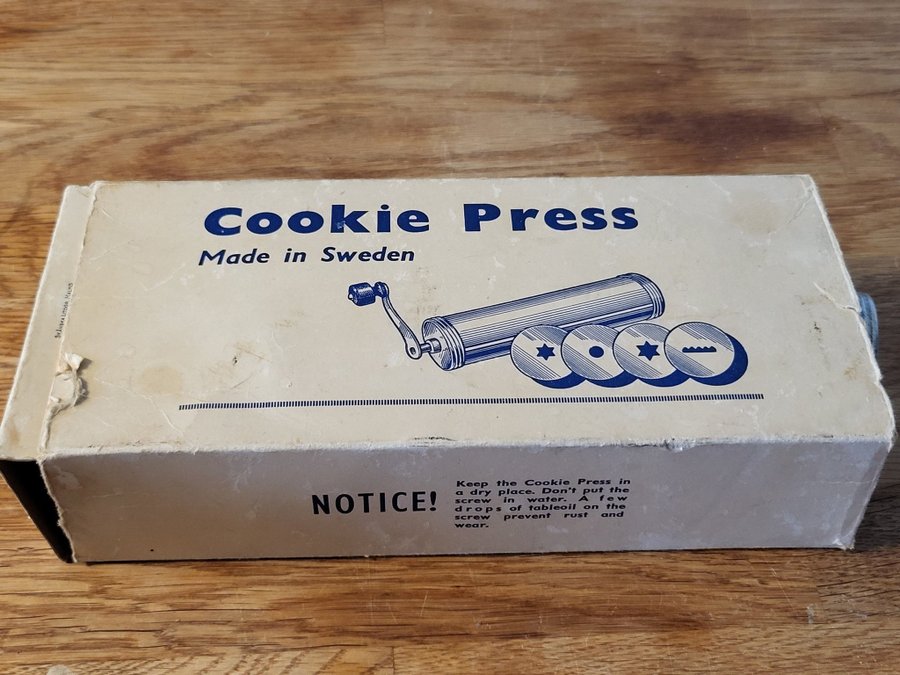 Cookie Press
Made in Sweden
NOTICE!
Keep the Cookie Press in
a dry place. Don't put the
screw in water. A few
drops of tableoil on the
screw prevent rust and
wear.